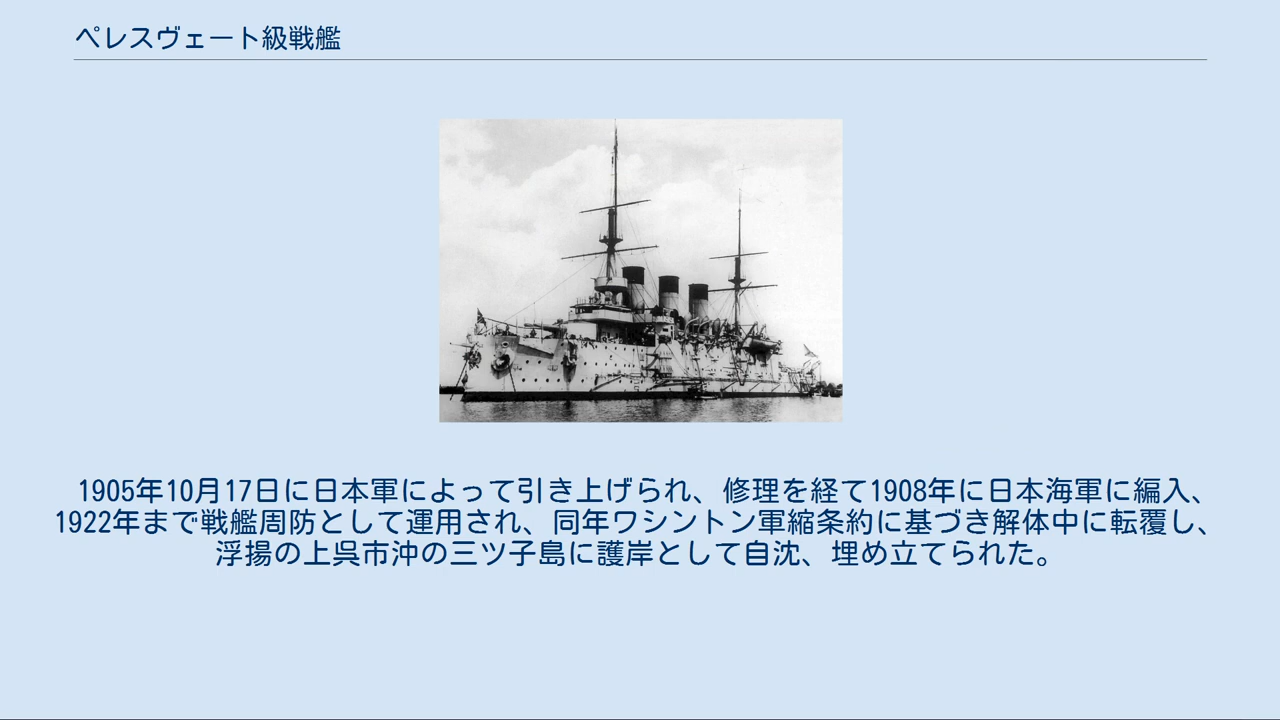 ペレスヴェート級戦艦
1905年10月17日に日本軍によって引き上げられ、修理を経て1908年に日本海軍に編入、
1922年まで戦艦周防として運用され、同年ワシントン軍縮条約に基づき解体中に転覆し、
浮揚の上呉市沖の三ツ子島に護岸として自沈、埋め立てられた。